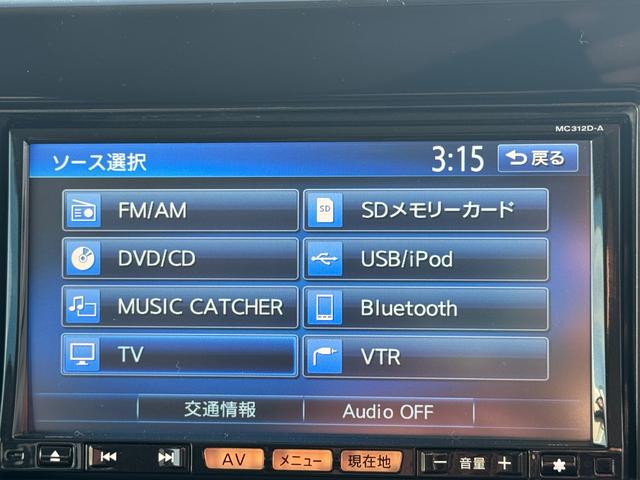 MC312D-A
ソース選択 3:15 戻る
FM/AM SD SDメモリーカード
DVD/CD USB/iPod
MUSIC CATCHER Bluetooth
TV VTR
交通情報 Audio OFF
AV メニュー 現在地 − 音量 +